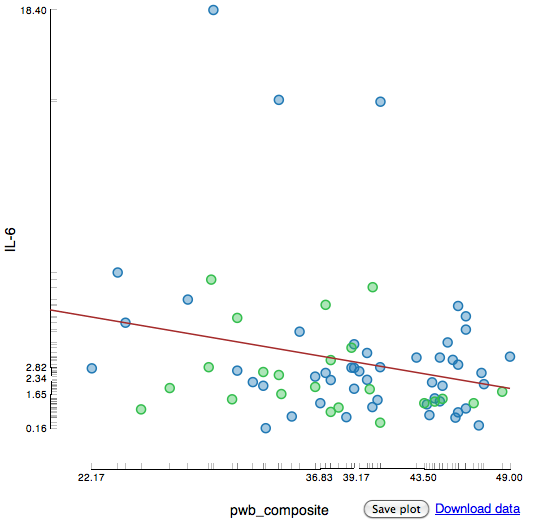 18.40
IL-6
2.82
2.34
1.65
0.16
22.17 36.83 39.17 43.50 49.00
pwb_composite Save plot Download data